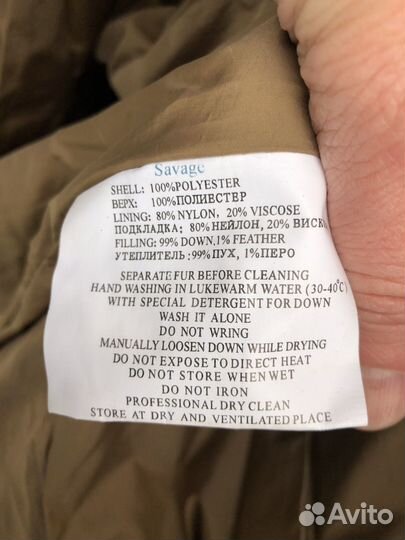 Savage
SHELL: 100%POLYESTER
ВЕРХ: 100%ПОЛИЕСТЕР
LINING: 80%NYLON, 20% VISCOSE
ПОДКЛАДКА; 80% НЕЙЛОН, 20% ВИСК
FILLING: 99% DOWN,1% FEATHER
УТЕПЛИТЕЛЬ;99% ПУХ, 1%ПЕРО
SEPARATE FUR BEFORE CLEANING
HAND WASHING IN LUKEWARM WATER (30-40℃)
WITH SPECIAL DETERGENT FOR DOWN
WASH IT ALONE
DO NOT WRING
MANUALLY LOOSEN DOWN WHILE DRYING
DO NOT EXPOSE TO DIRECT HEAT
DO NOT STORE WHEN WET
DO NOT IRON
PROFESSIONAL DRY CLEAN
STORE AT DRY AND VENTILATED PLACE
Avito